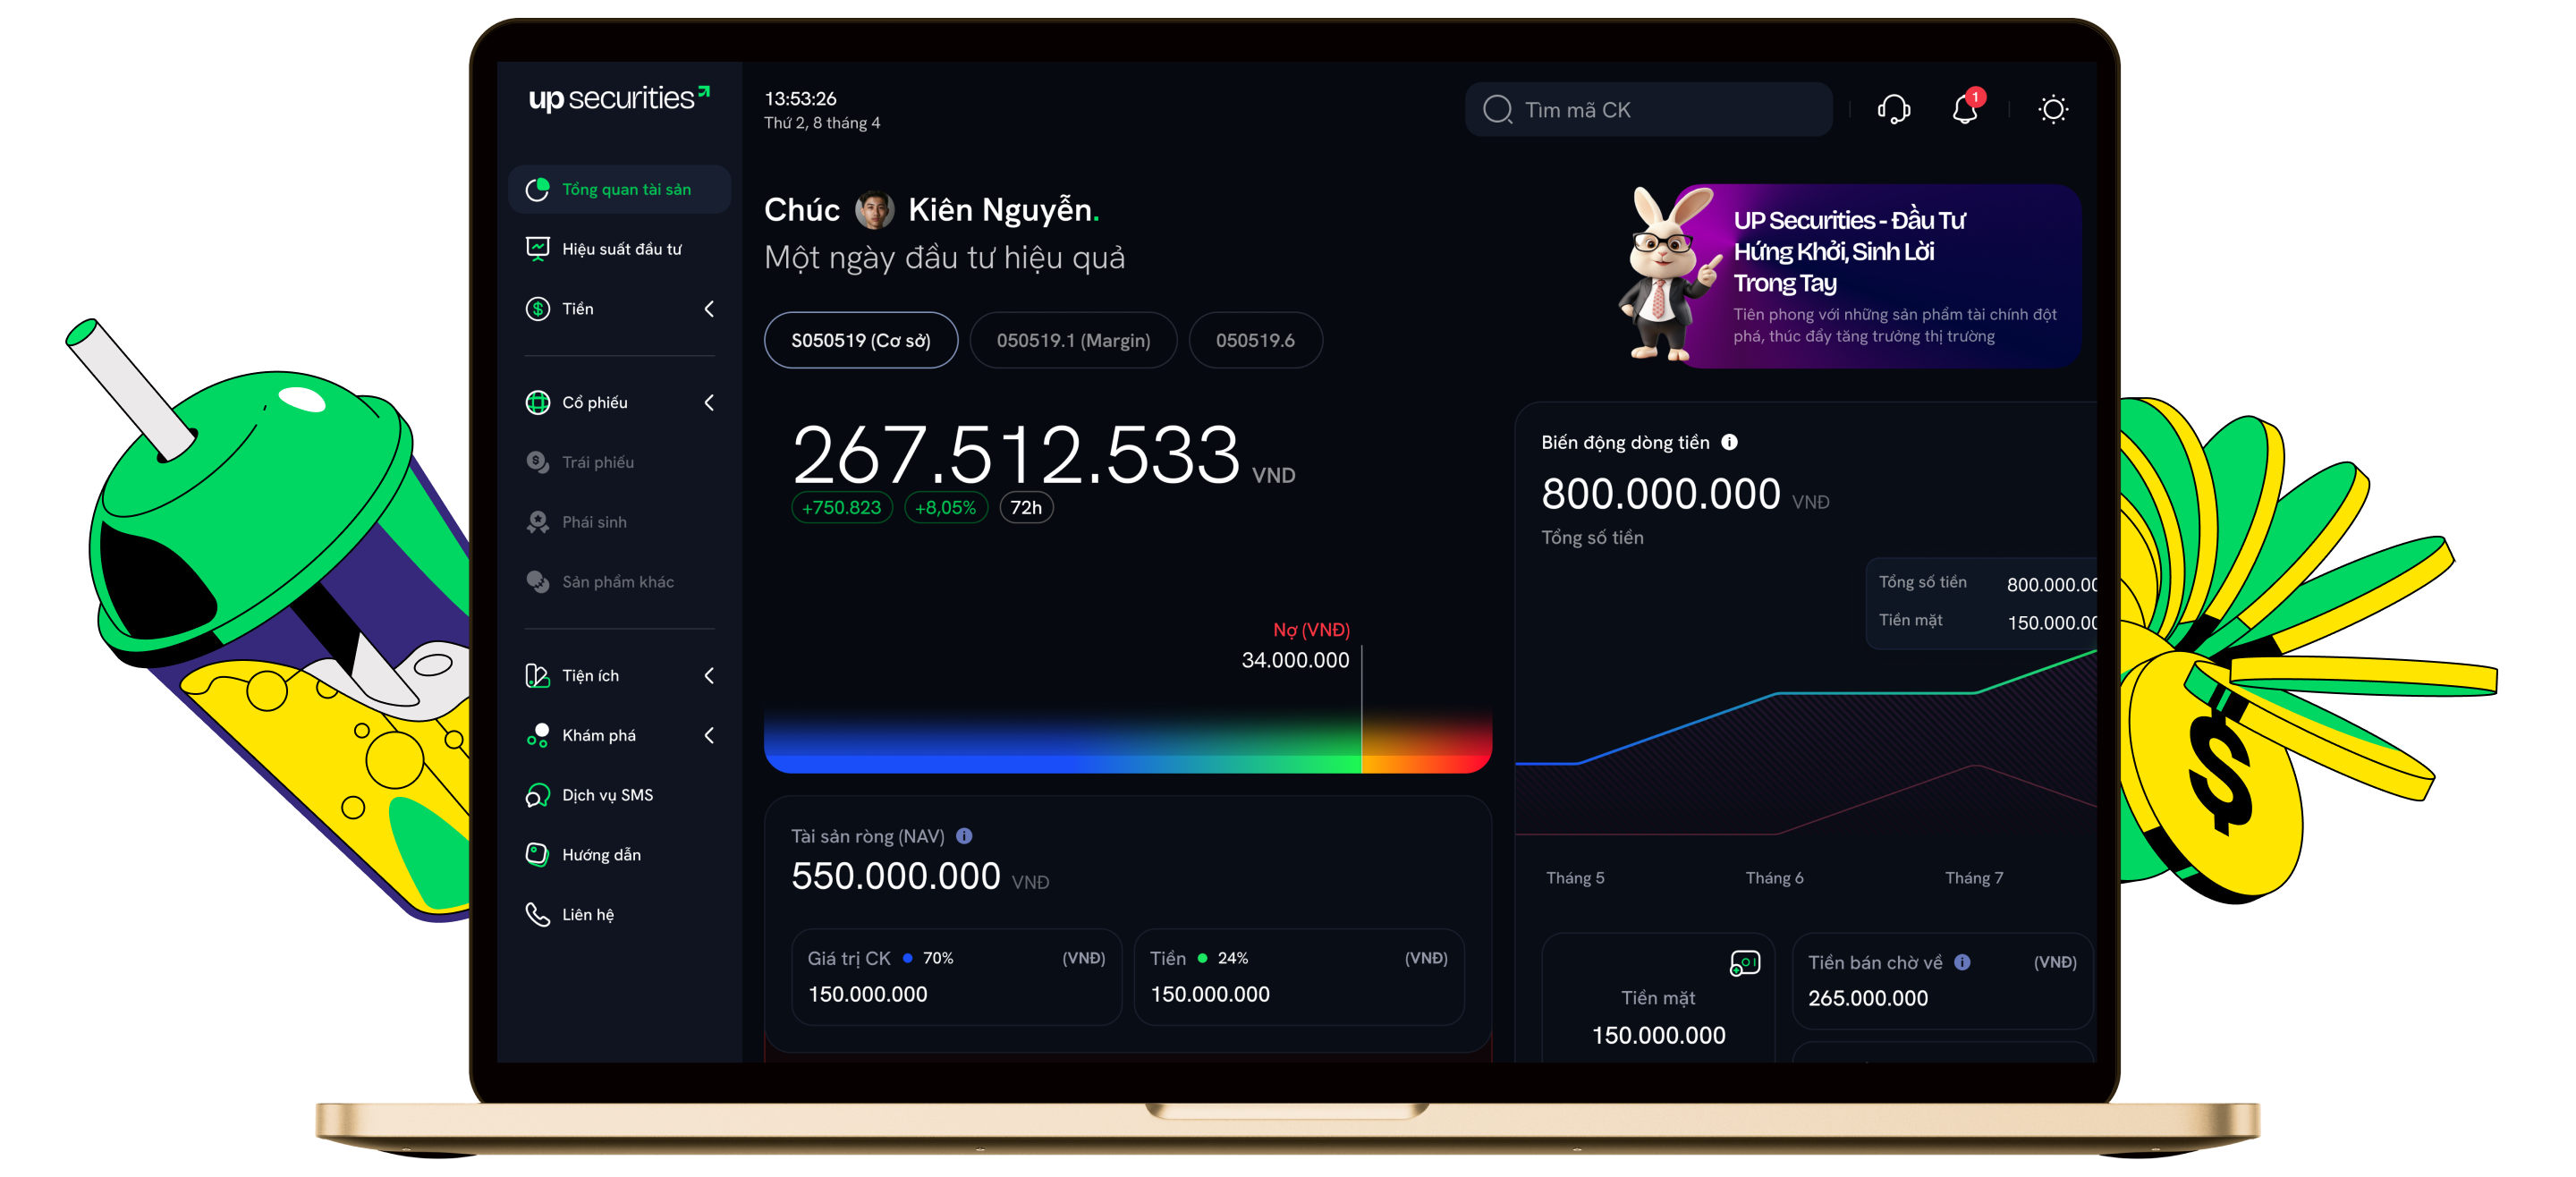 up securities
13:53:26
Thứ 2, 8 tháng 4
Tìm mã CK
1
Tổng quan tài sản
Hiệu suất đầu tư
Tiền
Cổ phiếu
Trái phiếu
Phái sinh
Sản phẩm khác
Tiện ích
Khám phá
Dịch vụ SMS
Hướng dẫn
Liên hệ
Chúc Kiên Nguyễn.
Một ngày đầu tư hiệu quả
S050519 (Cơ sở)
050519.1 (Margin)
050519.6
UP Securities - Đầu Tư
Hứng Khởi, Sinh Lời
Trong Tay
Tiên phong với những sản phẩm tài chính đột
phá, thúc đẩy tăng trưởng thị trường
267.512.533 VND
+750.823
+8,05%
72h
Nợ (VNĐ)
34.000.000
Tài sản ròng (NAV)
550.000.000 VNĐ
Giá trị CK 70% (VNĐ)
150.000.000
Tiền 24% (VNĐ)
150.000.000
Biến động dòng tiền
800.000.000 VNĐ
Tổng số tiền
Tổng số tiền 800.000.00
Tiền mặt 150.000.00
Tháng 5
Tháng 6
Tháng 7
Tiền mặt
150.000.000
Tiền bán chờ về (VNĐ)
265.000.000
$